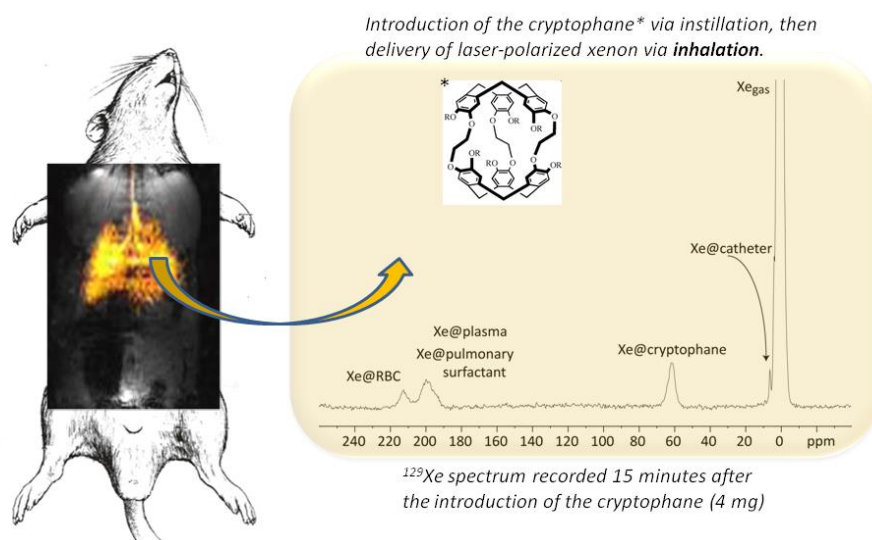 Introduction of the cryptophane* via instillation, then
delivery of laser-polarized xenon via inhalation.
*
RO
OR
O
O
O
OR
O
O
O
OR
RO
OR
Xegas
Xe@catheter
Xe@plasma
Xe@pulmonary
surfactant
Xe@RBC
Xe@cryptophane
240 220 200 180 160 140 120 100 80 60 40 20 0 ppm
129Xe spectrum recorded 15 minutes after
the introduction of the cryptophane (4 mg)